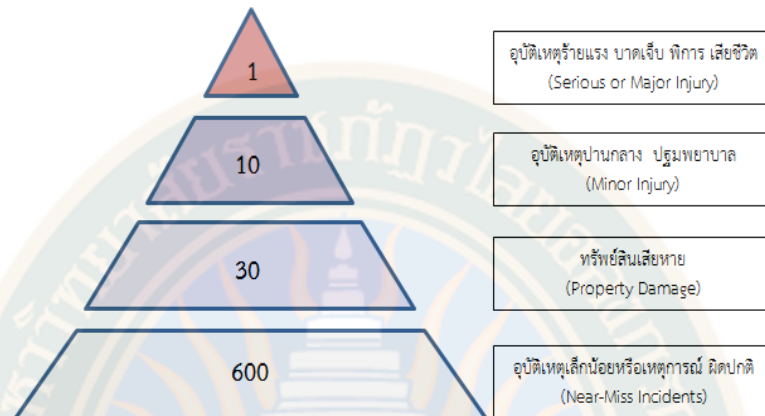 1
อุบัติเหตุร้ายแรง บาดเจ็บ พิการ เสียชีวิต
(Serious or Major Injury)
10
อุบัติเหตุปานกลาง ปฐมพยาบาล
(Minor Injury)
30
ทรัพย์สินเสียหาย
(Property Damage)
600
อุบัติเหตุเล็กน้อยหรือเหตุการณ์ ผิดปกติ
(Near-Miss Incidents)